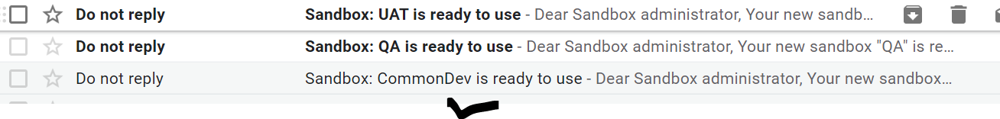 Do not reply Sandbox: UAT is ready to use - Dear Sandbox administrator, Your new sandb...
Do not reply Sandbox: QA is ready to use - Dear Sandbox administrator, Your new sandbox "QA" is re...
Do not reply Sandbox: CommonDev is ready to use - Dear Sandbox administrator, Your new sandbox...